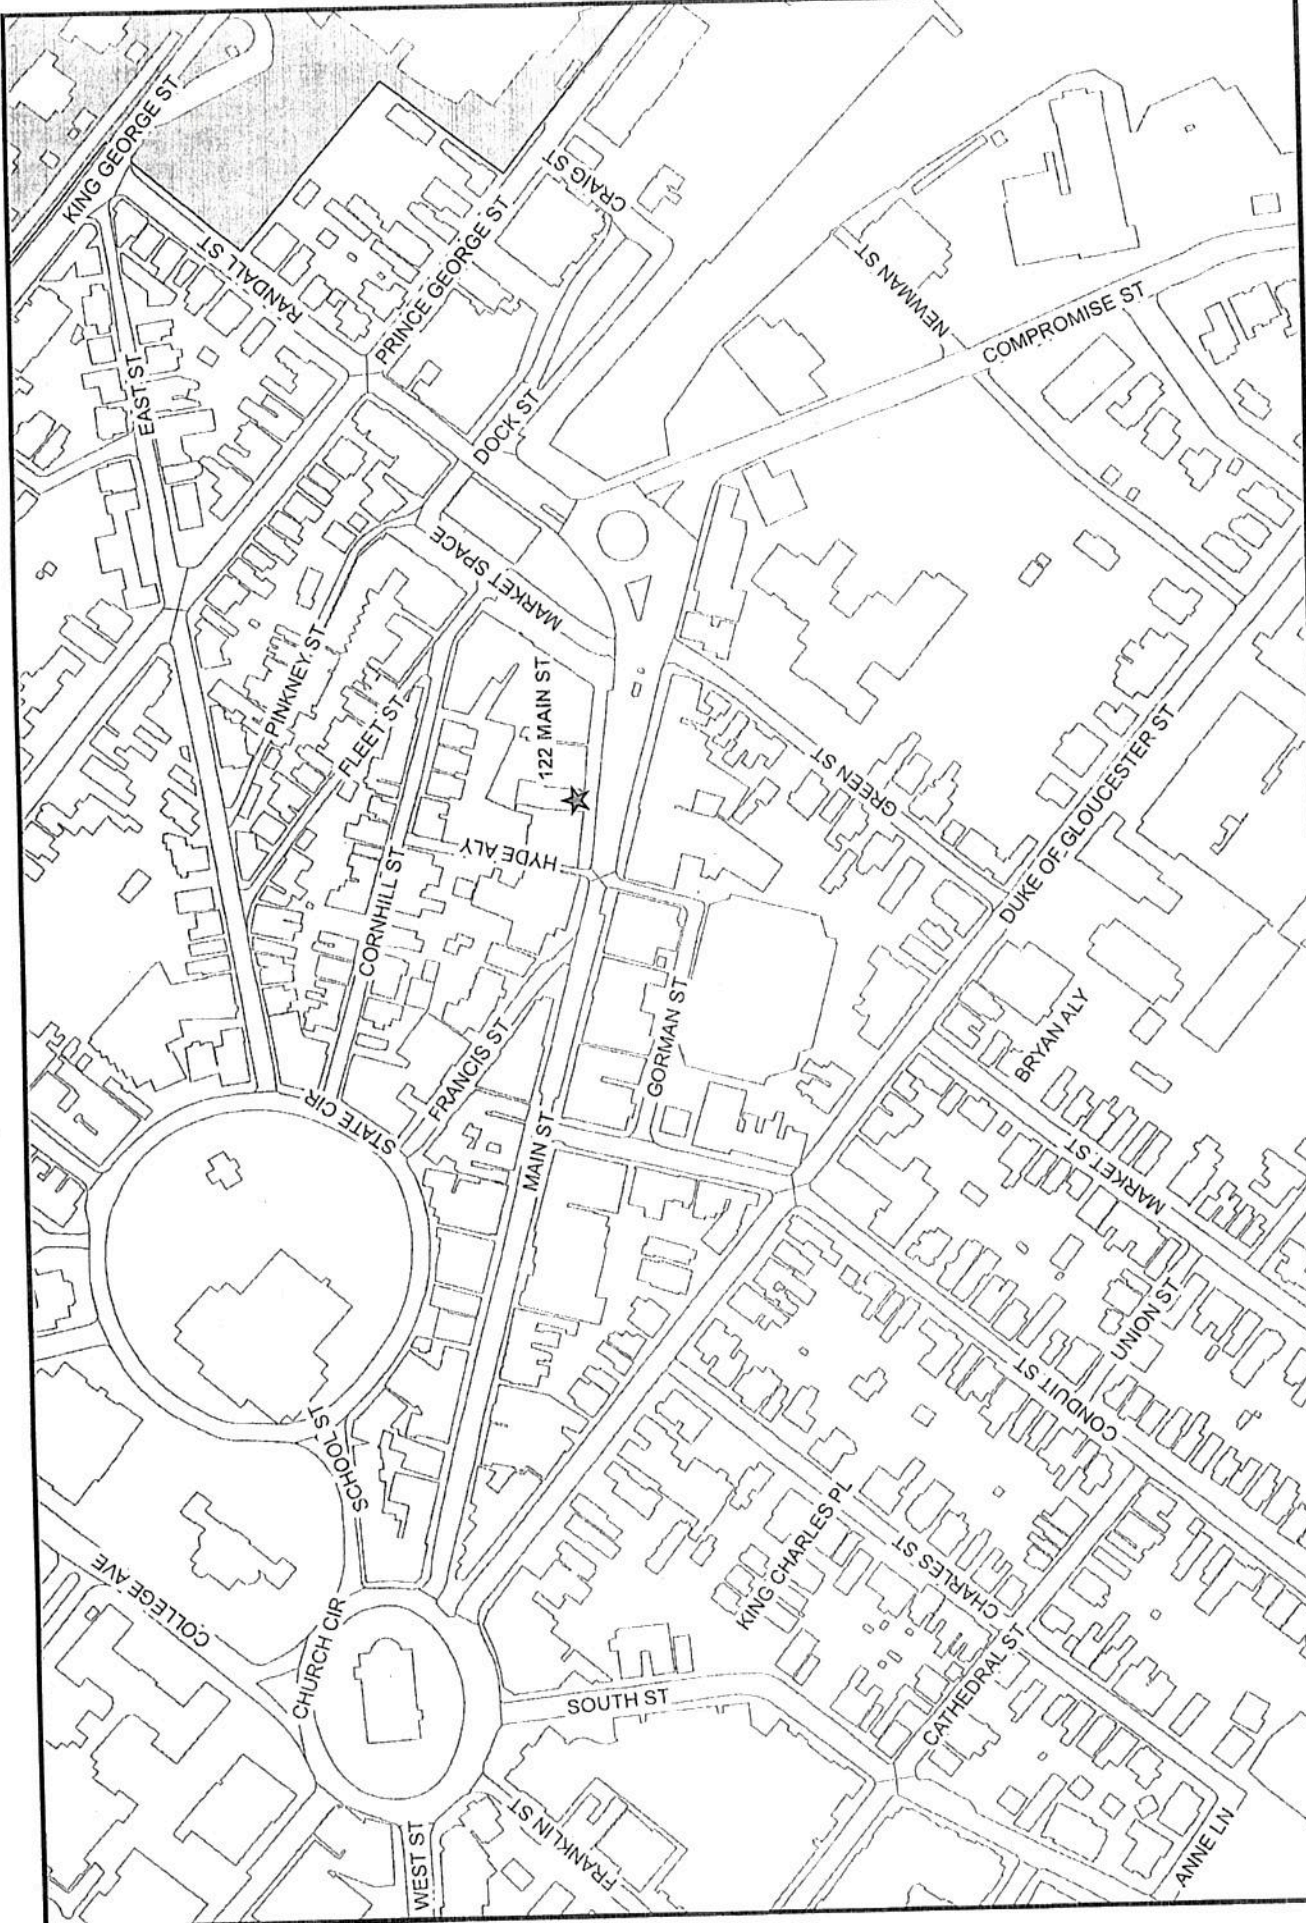 KING GEORGE ST
RANDALL ST
CRAIG ST
PRINCE GEORGE ST
NEWMAN ST
COMPROMISE ST
EAST ST
DOCK ST
MARKET SPACE
PINKNEY ST
FLEET ST
122 MAIN ST
GREEN ST
DUKE OF GLOUCESTER ST
HYDE ALY
CORNHILL ST
GORMAN ST
BRYAN ALY
FRANCIS ST
STATE CIR
MAIN ST
MARKET ST
UNION ST
CONDUIT ST
SCHOOL ST
KING CHARLES PL
CHARLES ST
COLLEGE AVE
CHURCH CIR
SOUTH ST
CATHEDRAL ST
WEST ST
FRANKLIN ST
ANNE LN